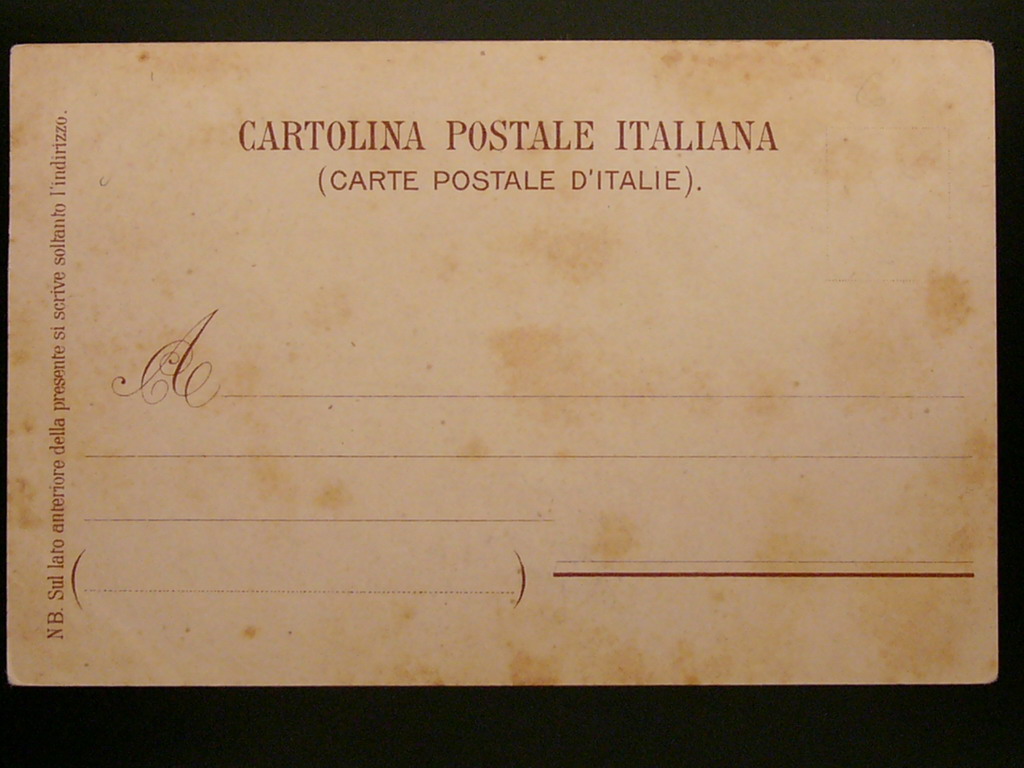 CARTOLINA POSTALE ITALIANA
(CARTE POSTALE D'ITALIE).
A
( )
NB. Sul lato anteriore della presente si scrive soltanto l'indirizzo.